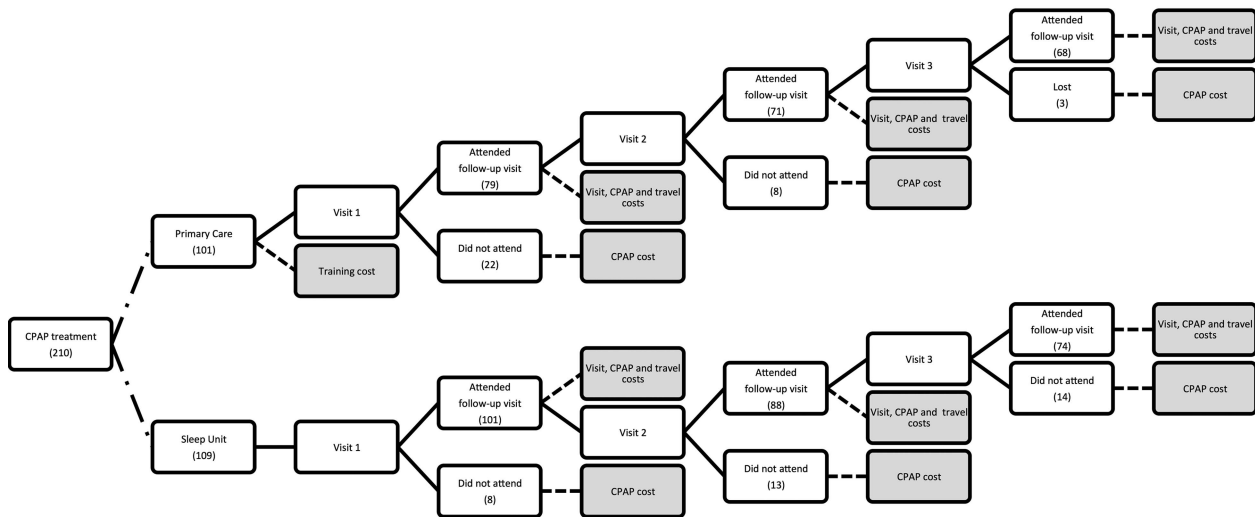 CPAP treatment
(210)
Primary Care
(101)
Visit 1
Training cost
Attended
follow-up visit
(79)
Did not attend
(22)
Visit 2
Visit, CPAP and travel
costs
CPAP cost
Attended
follow-up visit
(71)
Did not attend
(8)
Visit 3
Visit, CPAP and travel
costs
CPAP cost
Attended
follow-up visit
(68)
Lost
(3)
Visit, CPAP and travel
costs
CPAP cost
Sleep Unit
(109)
Visit 1
Attended
follow-up visit
(101)
Did not attend
(8)
Visit, CPAP and travel
costs
Visit 2
CPAP cost
Attended
follow-up visit
(88)
Did not attend
(13)
Visit 3
Visit, CPAP and travel
costs
CPAP cost
Attended
follow-up visit
(74)
Did not attend
(14)
Visit, CPAP and travel
costs
CPAP cost